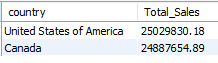 country Total_Sales
United States of America 25029830.18
Canada 24887654.89